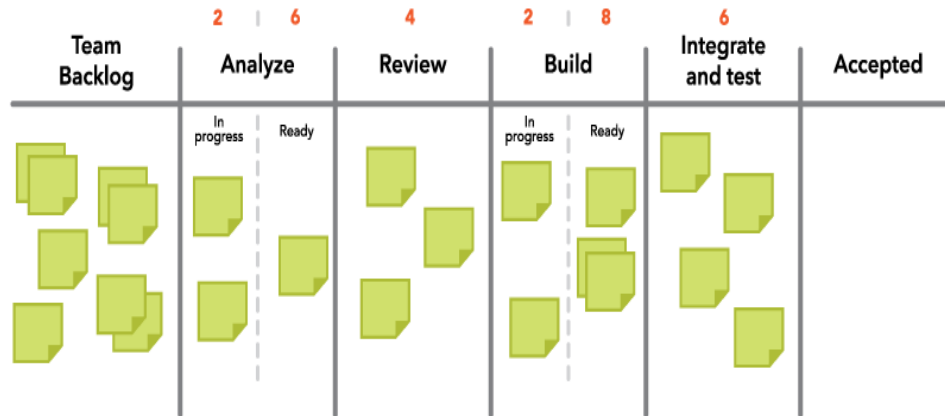 2 6 4 2 8 6
Team
Backlog
Analyze
Review
Build
Integrate
and test
Accepted
In
progress
Ready
In
progress
Ready